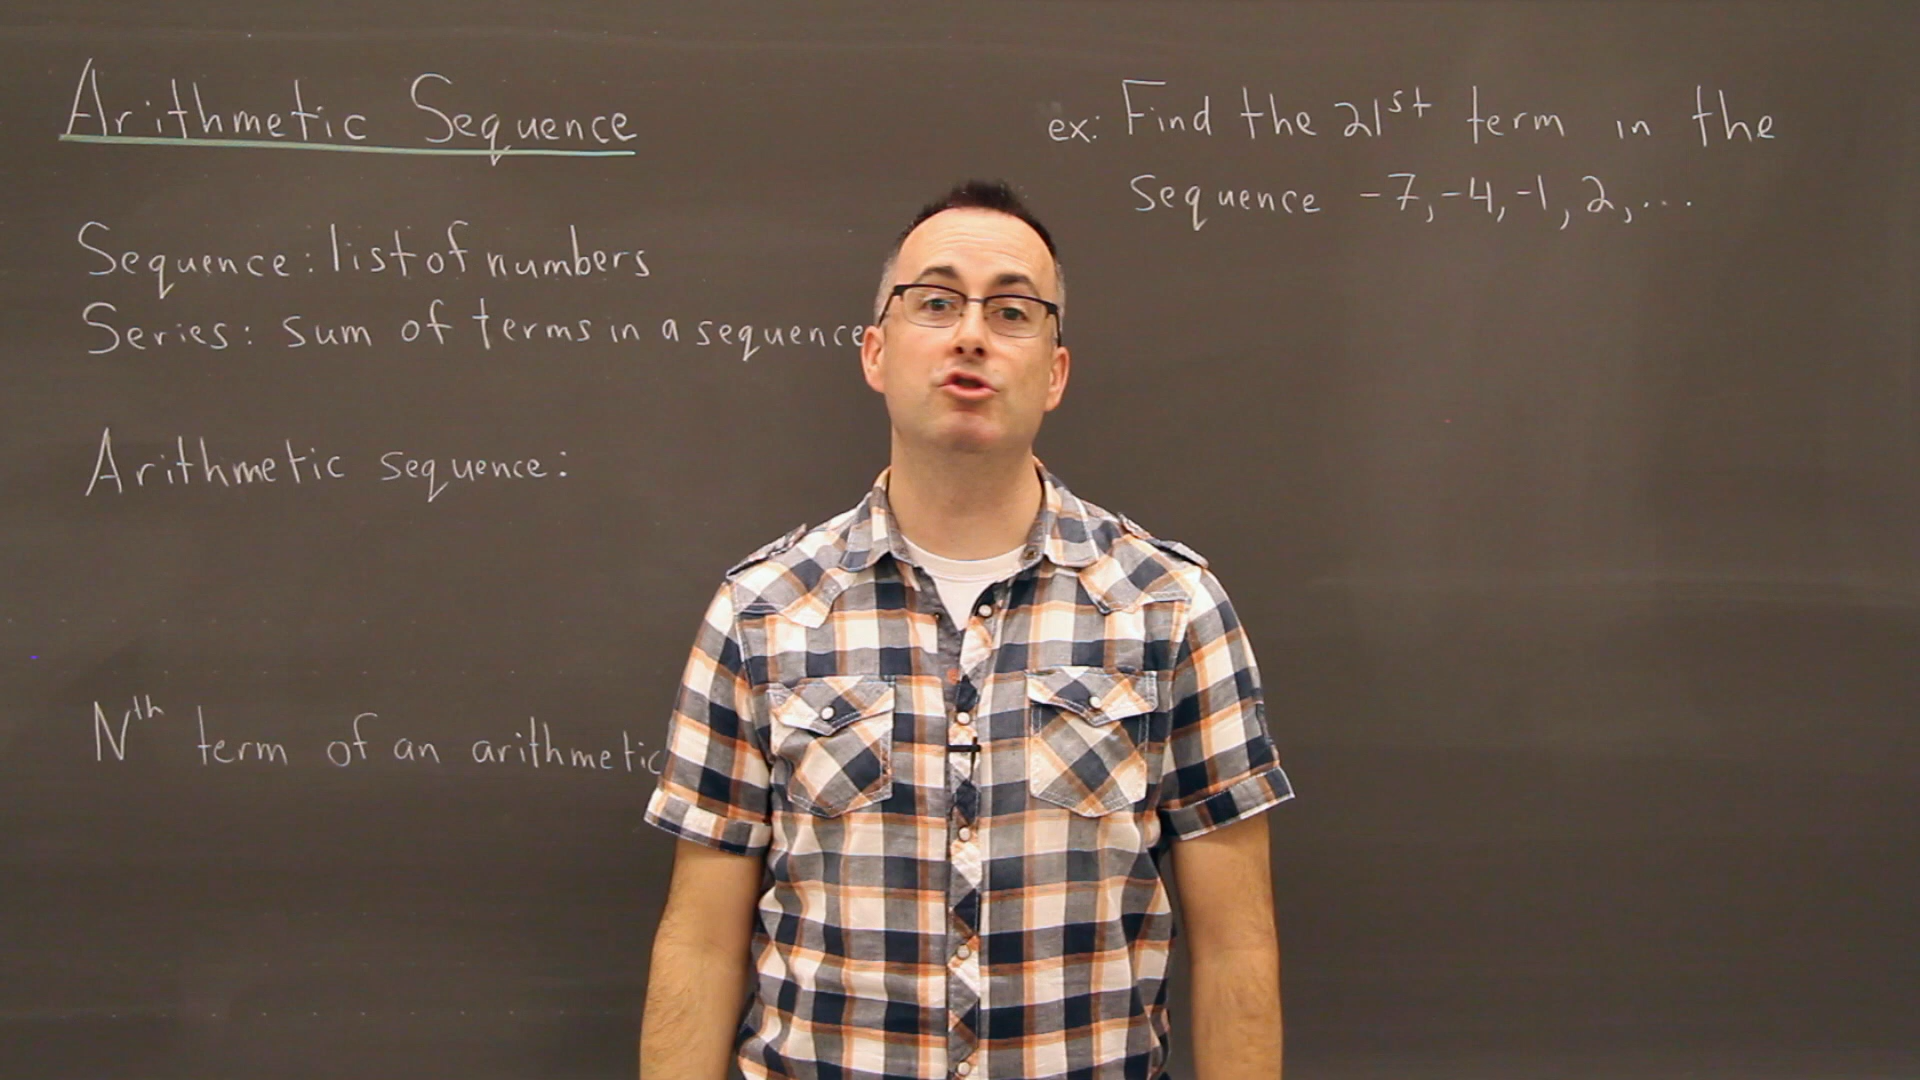 Arithmetic Sequence
Sequence: list of numbers
Series: sum of terms in a sequence
Arithmetic sequence:
Nth term of an arithmetic
ex: Find the 21st term in the
sequence -7, -4, -1, 2, ...